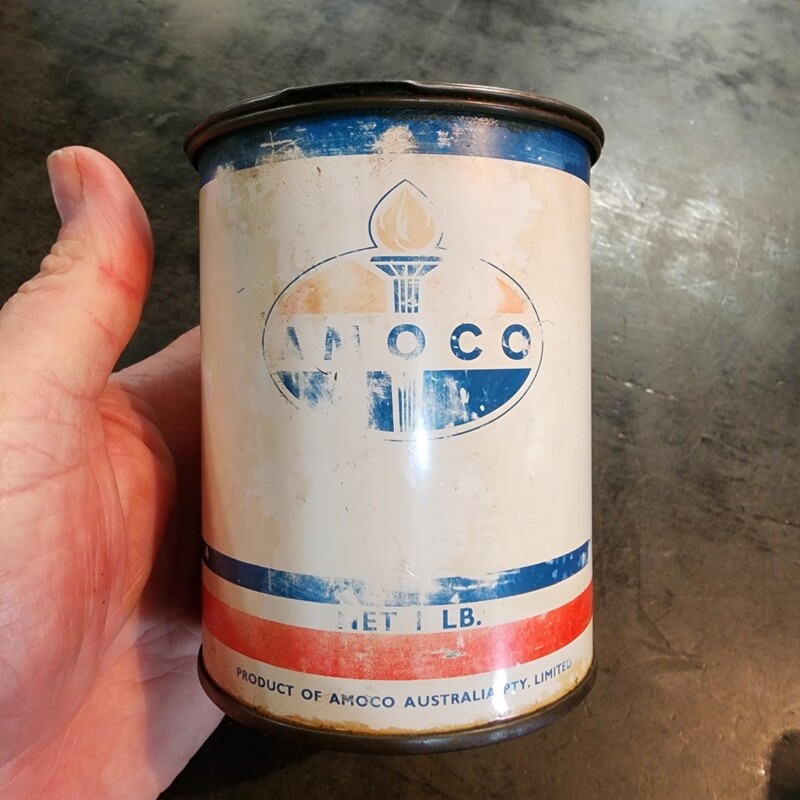 AMOCO
NET 1 LB.
PRODUCT OF AMOCO AUSTRALIA PTY. LIMITED